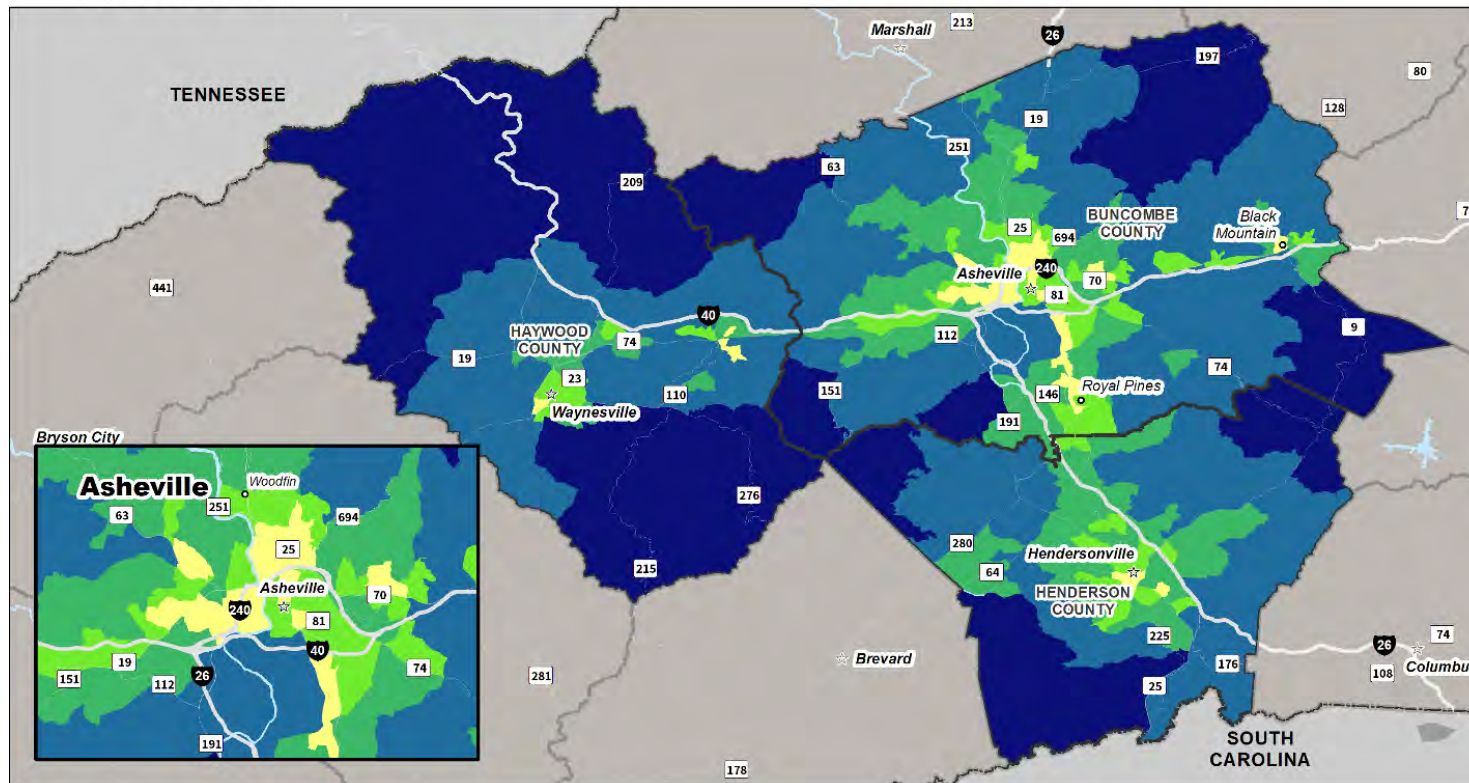 Marshall
213
26
197
80
TENNESSEE
128
19
251
63
209
BUNCOMBE
COUNTY
Black
Mountain
25
694
7
441
Asheville
240
70
81
40
HAYWOOD
COUNTY
74
112
9
19
23
110
151
74
Waynesville
146
Royal Pines
191
Bryson City
Asheville
Woodfin
251
63
694
25
Asheville
70
240
81
40
19
151
26
112
74
191
276
215
280
Hendersonville
64
HENDERSON
COUNTY
225
Brevard
281
176
25
26
74
Columbu
108
SOUTH
CAROLINA
178